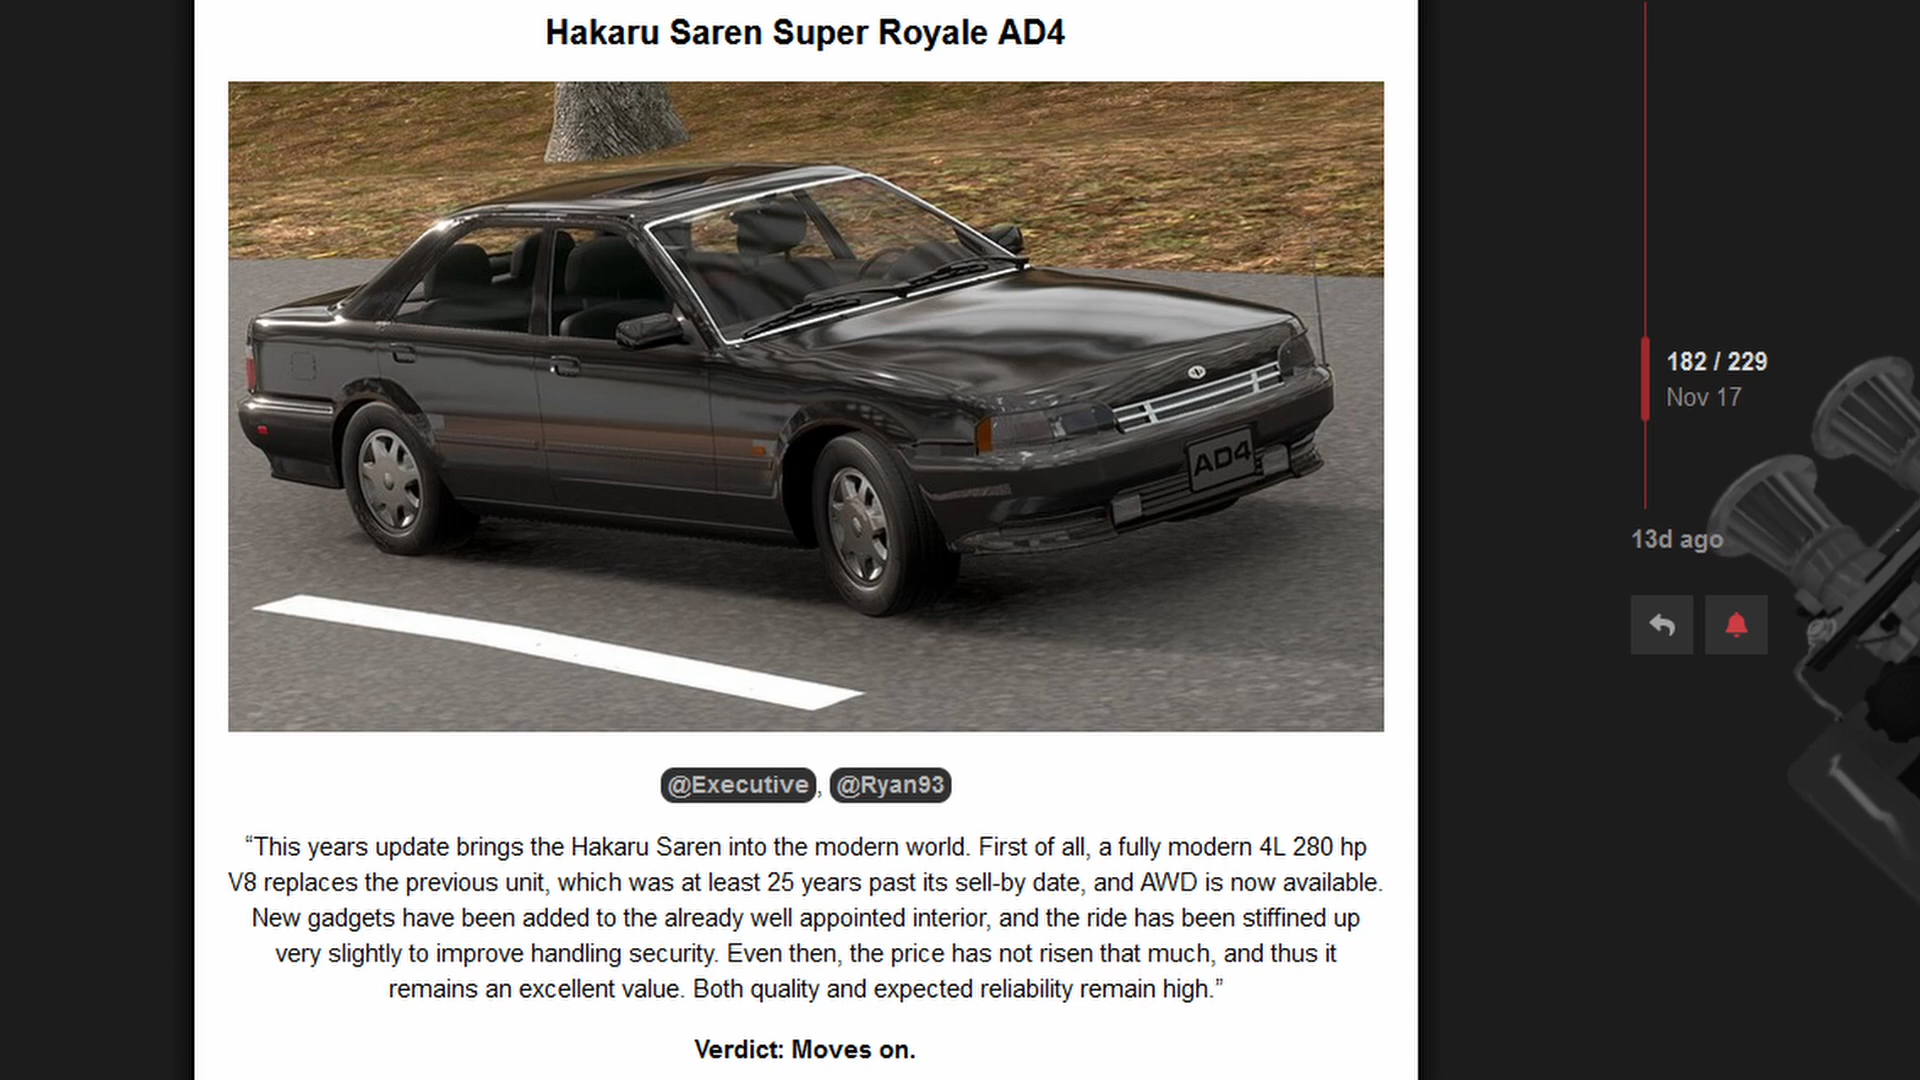 Hakaru Saren Super Royale AD4
AD4
182 / 229
Nov 17
13d ago
@Executive, @Ryan93
“This years update brings the Hakaru Saren into the modern world. First of all, a fully modern 4L 280 hp
V8 replaces the previous unit, which was at least 25 years past its sell-by date, and AWD is now available.
New gadgets have been added to the already well appointed interior, and the ride has been stiffined up
very slightly to improve handling security. Even then, the price has not risen that much, and thus it
remains an excellent value. Both quality and expected reliability remain high.”
Verdict: Moves on.